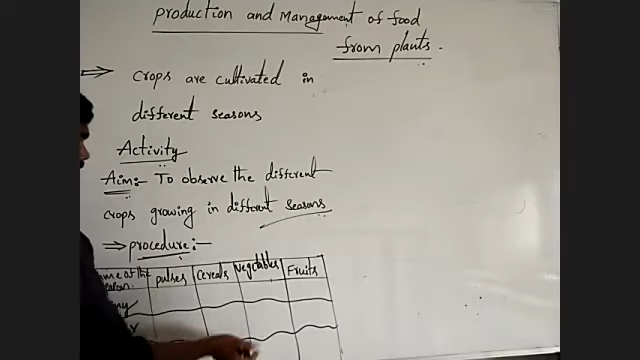 production and Management of food
from plants.
⇒ crops are cultivated in
different seasons
Activity
Aim:- To observe the different
crops growing in different seasons
⇒ procedure:-
pulses cereals vegetables Fruits